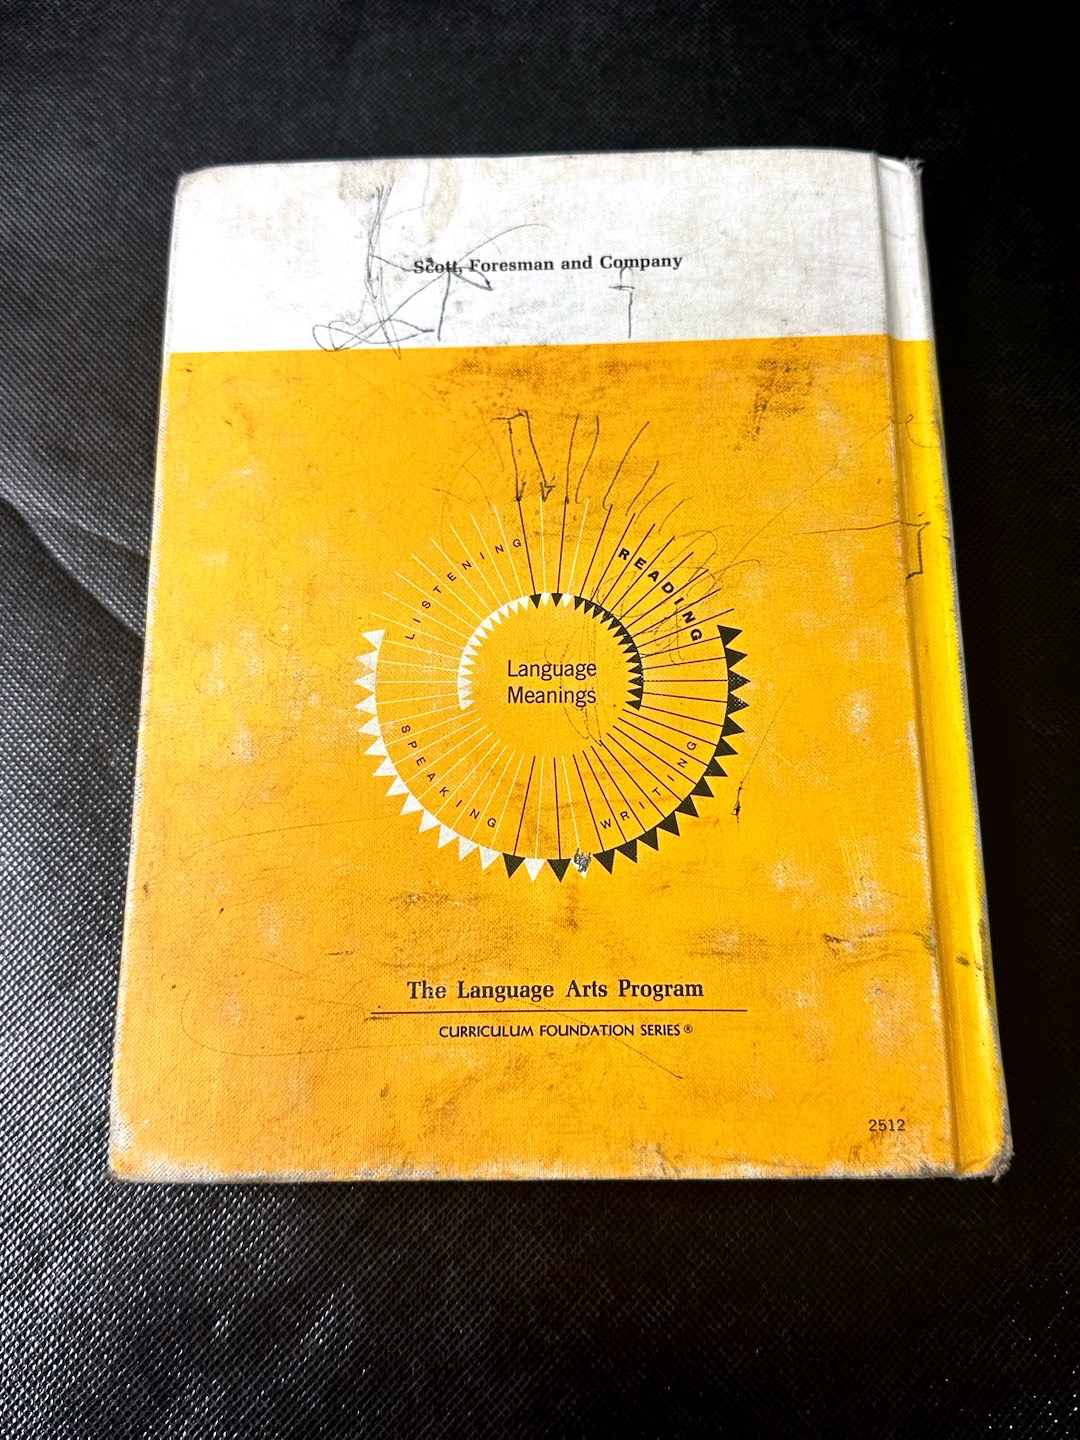 Scott, Foresman and Company
LISTENING
READING
Language
Meanings
SPEAKING
WRITING
The Language Arts Program
CURRICULUM FOUNDATION SERIES ®
2512